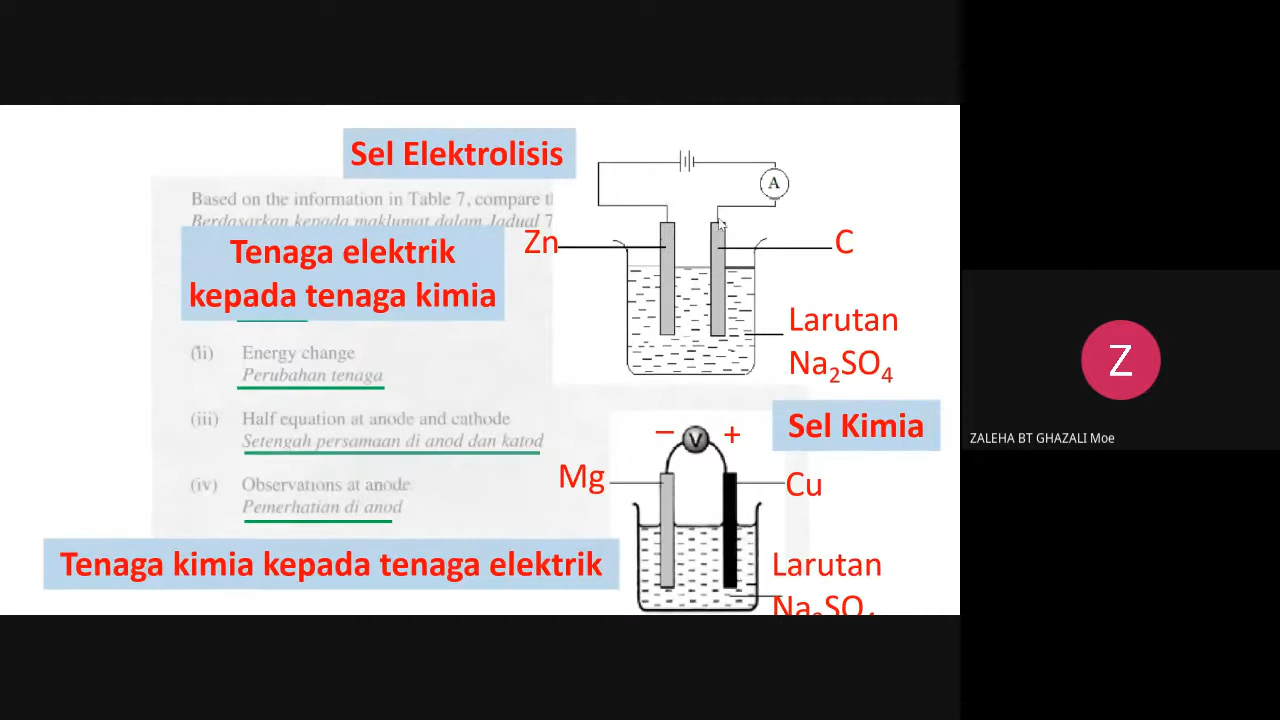 Sel Elektrolisis
A
Based on the information in Table 7, compare t
Berdasarkan kepada maklumat dalam Jadual 7
Tenaga elektrik
kepada tenaga kimia
Zn
C
Larutan
Na₂SO₄
(ii) Energy change
Perubahan tenaga
(iii) Half equation at anode and cathode
Setengah persamaan di anod dan katod
(iv) Observations at anode
Pemerhatian di anod
Sel Kimia
– V +
Mg
Cu
Larutan
Na₂SO₄
Tenaga kimia kepada tenaga elektrik
Z
ZALEHA BT GHAZALI Moe